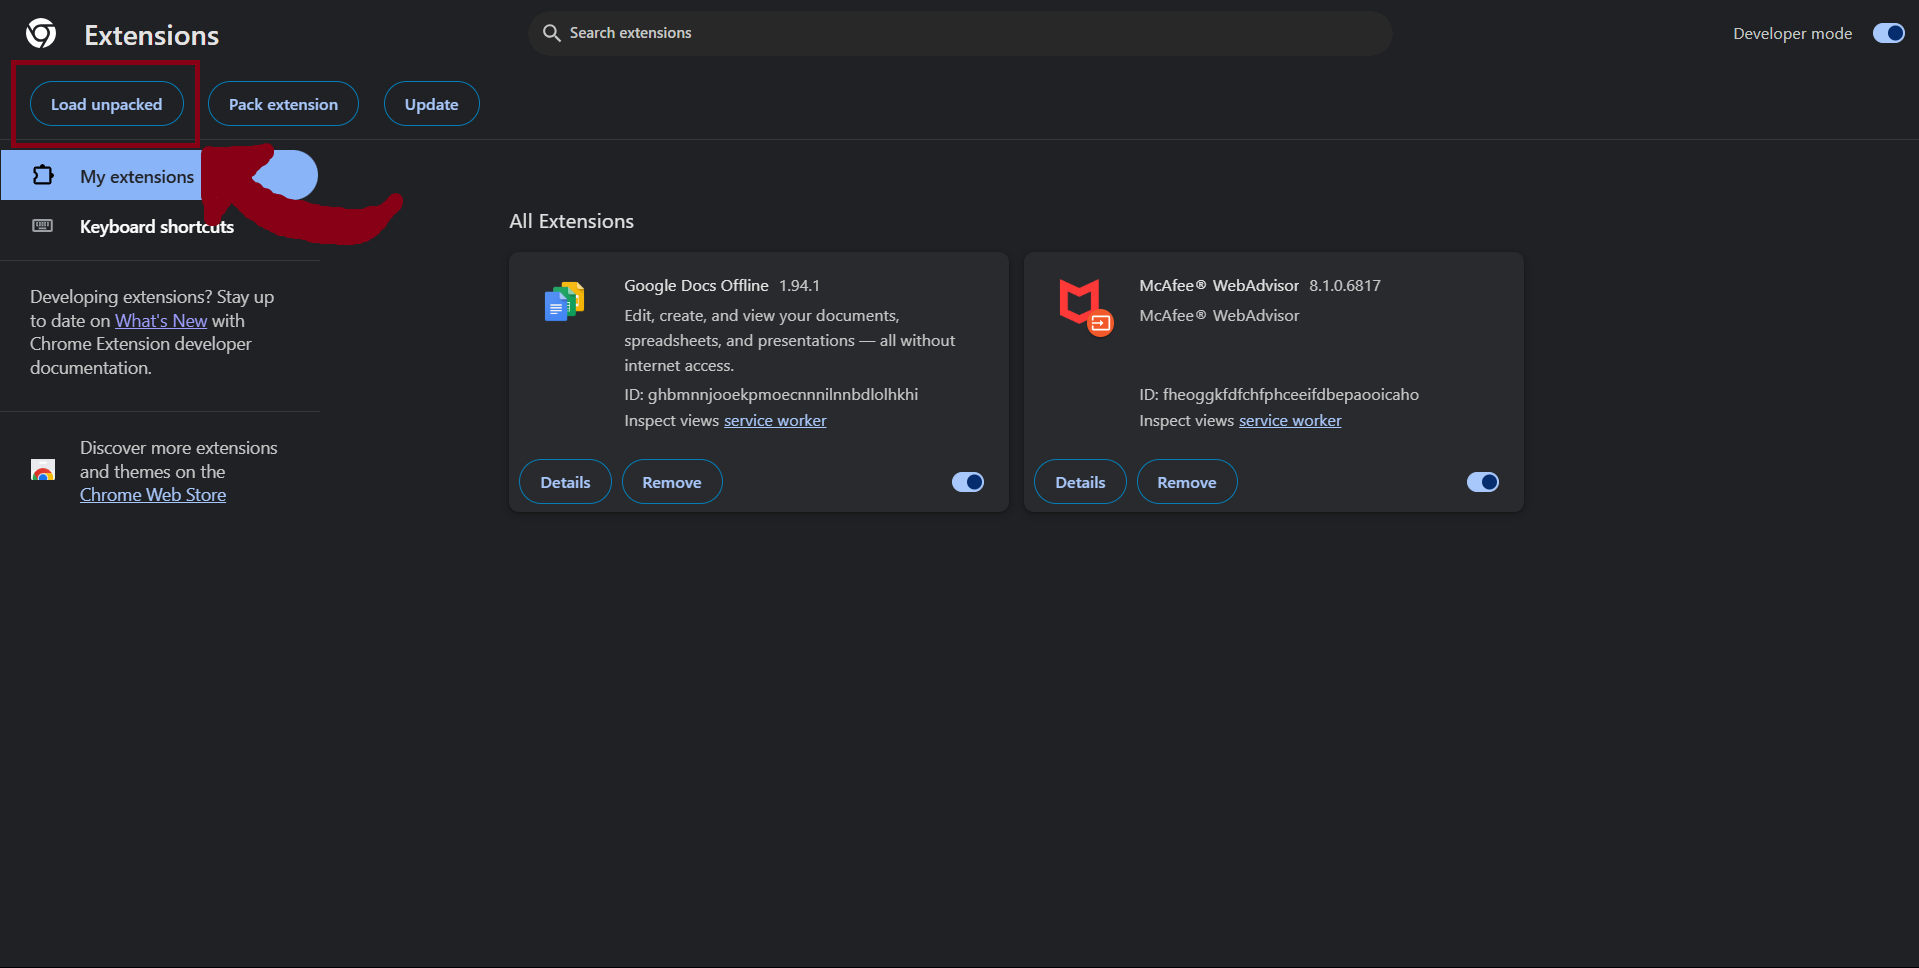 Extensions
Search extensions
Developer mode
Load unpacked
Pack extension
Update
My extensions
Keyboard shortcuts
Developing extensions? Stay up
to date on What's New with
Chrome Extension developer
documentation.
Discover more extensions
and themes on the
Chrome Web Store
All Extensions
Google Docs Offline 1.94.1
Edit, create, and view your documents,
spreadsheets, and presentations — all without
internet access.
ID: ghbmnnjooekpmoecnnnilnnbdlolhkhi
Inspect views service worker
Details
Remove
McAfee® WebAdvisor 8.1.0.6817
McAfee® WebAdvisor
ID: fheoggkfdfchfphceeifdbepaooicaho
Inspect views service worker
Details
Remove